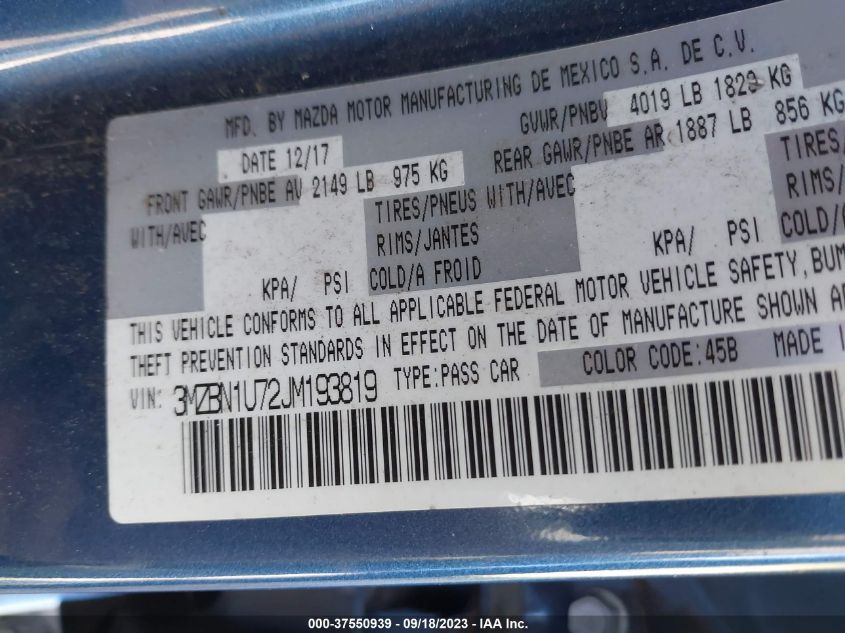 MFD. BY MAZDA MOTOR MANUFACTURING DE MEXICO S.A. DE C.V.
DATE 12/17 GVWR/PNBV 4019 LB 1823 KG
FRONT GAWR/PNBE AV 2149 LB 975 KG REAR GAWR/PNBE AR 1887 LB 856 KG
WITH/AVEC TIRES/PNEUS WITH/AVEC TIRES/
RIMS/JANTES RIMS/
KPA/ PSI COLD/A FROID KPA/ PSI COLD/A
THIS VEHICLE CONFORMS TO ALL APPLICABLE FEDERAL MOTOR VEHICLE SAFETY, BUM
THEFT PREVENTION STANDARDS IN EFFECT ON THE DATE OF MANUFACTURE SHOWN
VIN: 3MZBN1U72JM193819 TYPE:PASS CAR COLOR CODE:45B MADE
000-37550939 - 09/18/2023 - IAAI Inc.